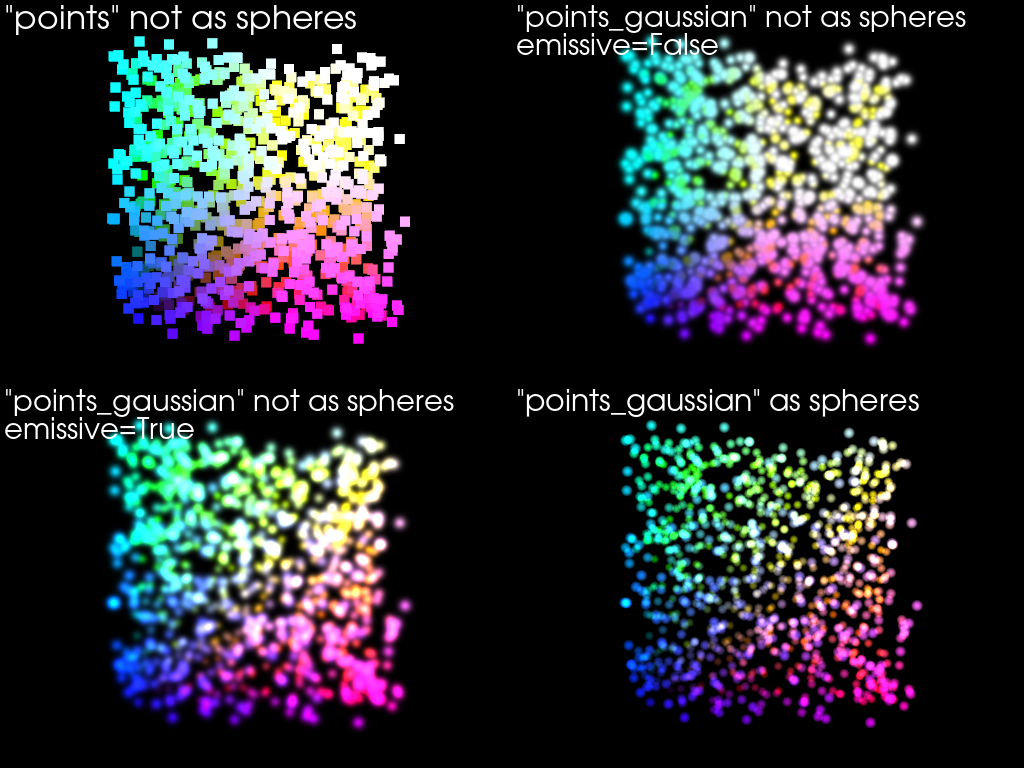 "points" not as spheres
"points_gaussian" not as spheres
emissive=False
"points_gaussian" not as spheres
emissive=True
"points_gaussian" as spheres